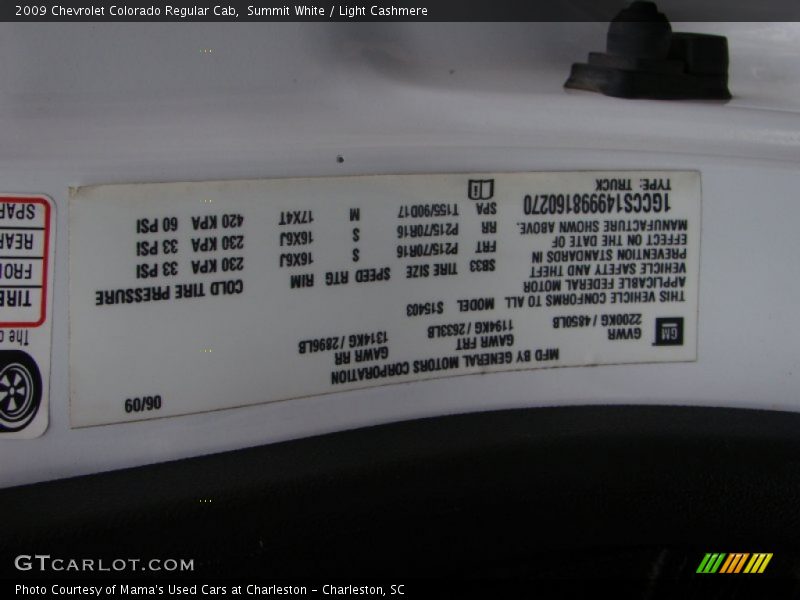 2009 Chevrolet Colorado Regular Cab,  Summit White / Light Cashmere
MFD BY GENERAL MOTORS CORPORATION
06/09
GM
GVWR
GAWR FRT
GAWR RR
2200KG / 4850LB
1194KG / 2633LB
1314KG / 2896LB
THIS VEHICLE CONFORMS TO ALL
APPLICABLE FEDERAL MOTOR
VEHICLE SAFETY AND THEFT
PREVENTION STANDARDS IN
EFFECT ON THE DATE OF
MANUFACTURE SHOWN ABOVE.
1GCCS149998160270
TYPE: TRUCK
MODEL S15403
SB33 TIRE SIZE SPEED RTG RIM COLD TIRE PRESSURE
FRT P215/70R16 S 16X6J 230 KPA 33 PSI
RR P215/70R16 S 16X6J 230 KPA 33 PSI
SPA T155/90D17 M 17X4T 420 KPA 60 PSI
The c
TIRE
FRO
REAR
SPAR
GTCARLOT.COM
Photo Courtesy of Mama's Used Cars at Charleston - Charleston, SC